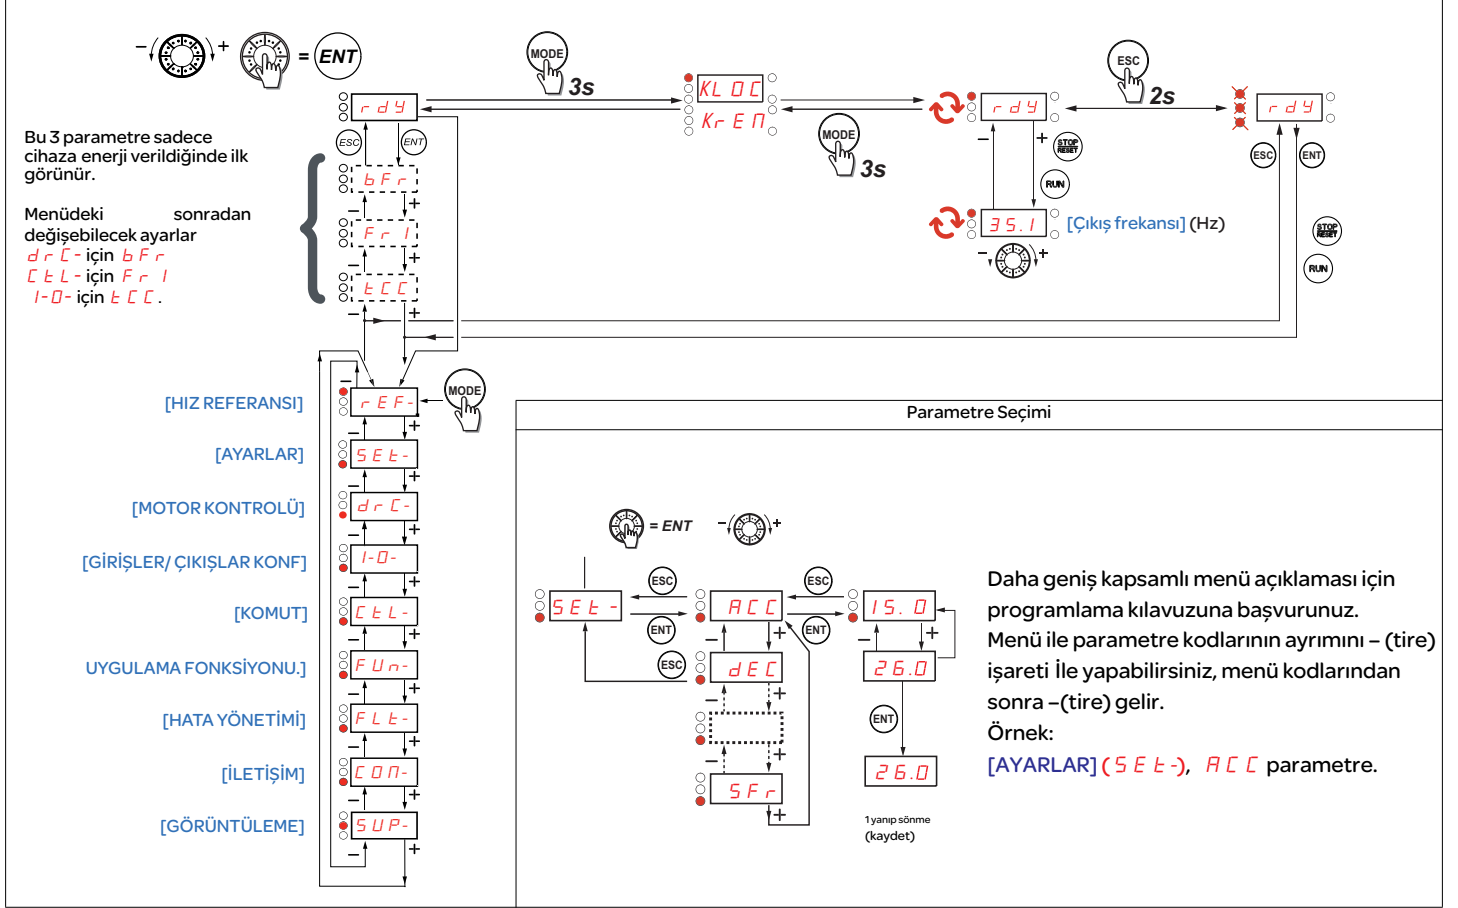 - + = ENT
MODE
3s
ESC
2s
rdY
KLOC
KrEM
rdY
rdY
MODE
3s
Bu 3 parametre sadece
cihaza enerji verildiğinde ilk
görünür.
ESC ENT
- + STOP RESET
RUN
ESC ENT
bFr
- +
Menüdeki sonradan
değişebilecek ayarlar
drC- için bFr
CtL- için Fr1
I-O- için tCC.
Fr1
- +
tCC
- +
35.1 [Çıkış frekansı] (Hz)
- +
STOP RESET
RUN
-
[HIZ REFERANSI] rEF- MODE
- +
[AYARLAR] SEt-
- +
[MOTOR KONTROLÜ] drC-
- +
[GİRİŞLER/ ÇIKIŞLAR KONF] I-O-
- +
[KOMUT] CtL-
- +
UYGULAMA FONKSİYONU.] FUn-
- +
[HATA YÖNETİMİ] FLt-
- +
[İLETİŞİM] COM-
- +
[GÖRÜNTÜLEME] SUP-
- +
Parametre Seçimi
= ENT - +
SEt- ESC ENT ACC ESC ENT 15.0
- + - +
ESC dEC 26.0
- +
ENT
- +
SFr 26.0
+
1 yanıp sönme
(kaydet)
Daha geniş kapsamlı menü açıklaması için
programlama kılavuzuna başvurunuz.
Menü ile parametre kodlarının ayrımını – (tire)
işareti İle yapabilirsiniz, menü kodlarından
sonra –(tire) gelir.
Örnek:
[AYARLAR] (SEt-), ACC parametre.